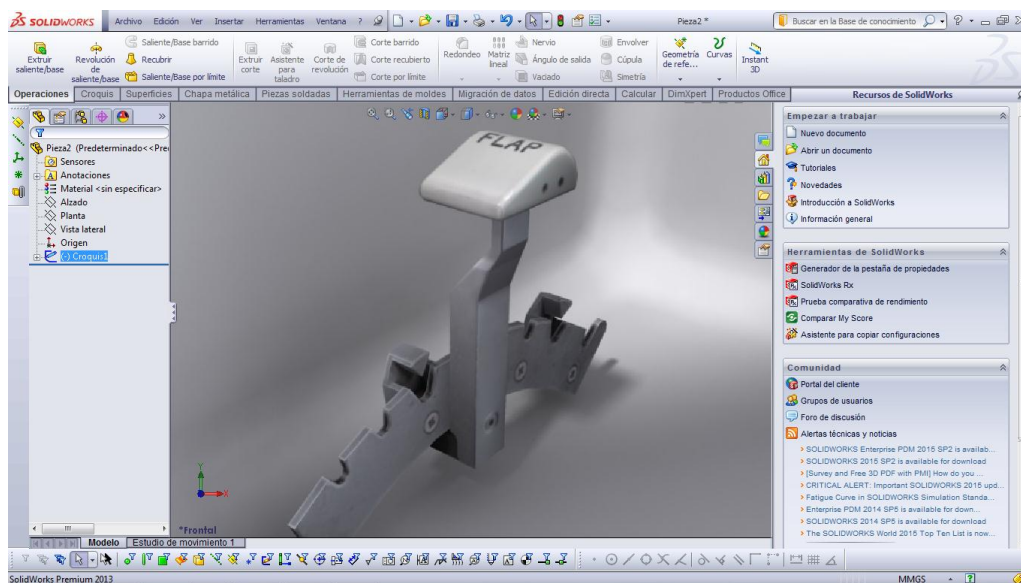 SOLIDWORKS Archivo Edición Ver Insertar Herramientas Ventana ? Pieza2 * Buscar en la Base de conocimiento
Extruir saliente/base
Revolución de saliente/base
Saliente/Base barrido
Recubrir
Saliente/Base por límite
Extruir corte
Asistente para taladro
Corte de revolución
Corte barrido
Corte recubierto
Corte por límite
Redondeo
Matriz lineal
Nervio
Ángulo de salida
Vaciado
Envolver
Cúpula
Simetría
Geometría de refe...
Curvas
Instant 3D
Operaciones Croquis Superficies Chapa metálica Piezas soldadas Herramientas de moldes Migración de datos Edición directa Calcular DimXpert Productos Office
Pieza2 (Predeterminado<<Pre
Sensores
Anotaciones
Material <sin especificar>
Alzado
Planta
Vista lateral
Origen
(-) Croquis1
FLAP
Y
X
*Frontal
Recursos de SolidWorks
Empezar a trabajar
Nuevo documento
Abrir un documento
Tutoriales
Novedades
Introducción a SolidWorks
Información general
Herramientas de SolidWorks
Generador de la pestaña de propiedades
SolidWorks Rx
Prueba comparativa de rendimiento
Comparar My Score
Asistente para copiar configuraciones
Comunidad
Portal del cliente
Grupos de usuarios
Foro de discusión
Alertas técnicas y noticias
SOLIDWORKS Enterprise PDM 2015 SP2 is availab...
SOLIDWORKS 2015 SP2 is available for download
[Survey and Free 3D PDF with PMI] How do you ...
CRITICAL ALERT: Important SOLIDWORKS 2015 upd...
Fatigue Curve in SOLIDWORKS Simulation Standa...
Enterprise PDM 2014 SP5 is available for down...
SOLIDWORKS 2014 SP5 is available for download
The SOLIDWORKS World 2015 Top Ten List is now...
Modelo Estudio de movimiento 1
SolidWorks Premium 2013 MMGS